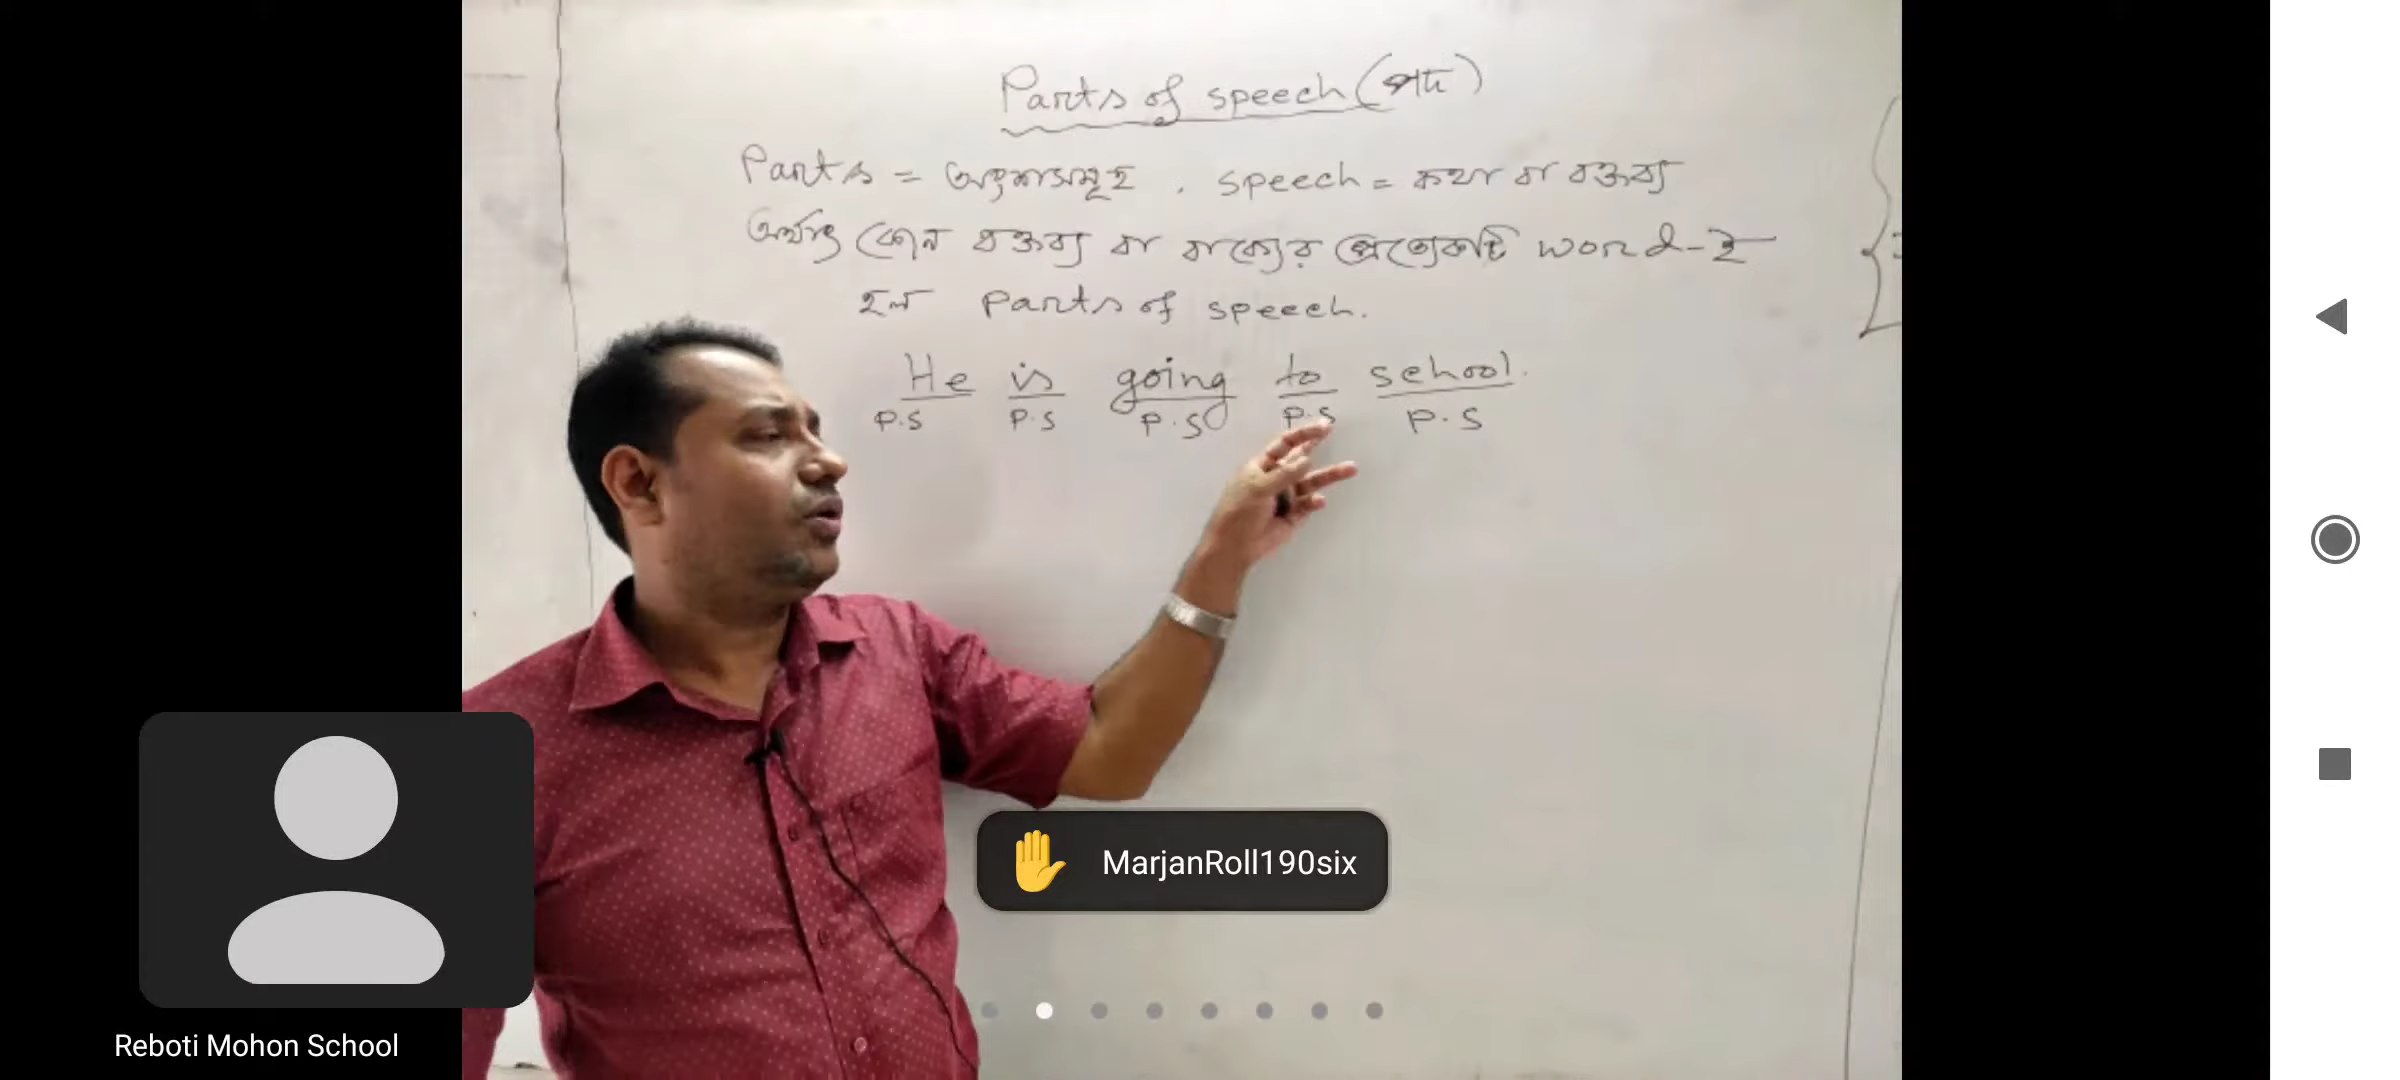 Parts of speech (পদ)
Parts = অংশসমূহ . speech = কথা বা বক্তব্য
অর্থাৎ কোন বক্তব্য বা বাক্যের প্রত্যেকটি word-ই
হল parts of speech.
He is going to school.
P.S P.S P.S P.S P.S
MarjanRoll190six
Reboti Mohon School